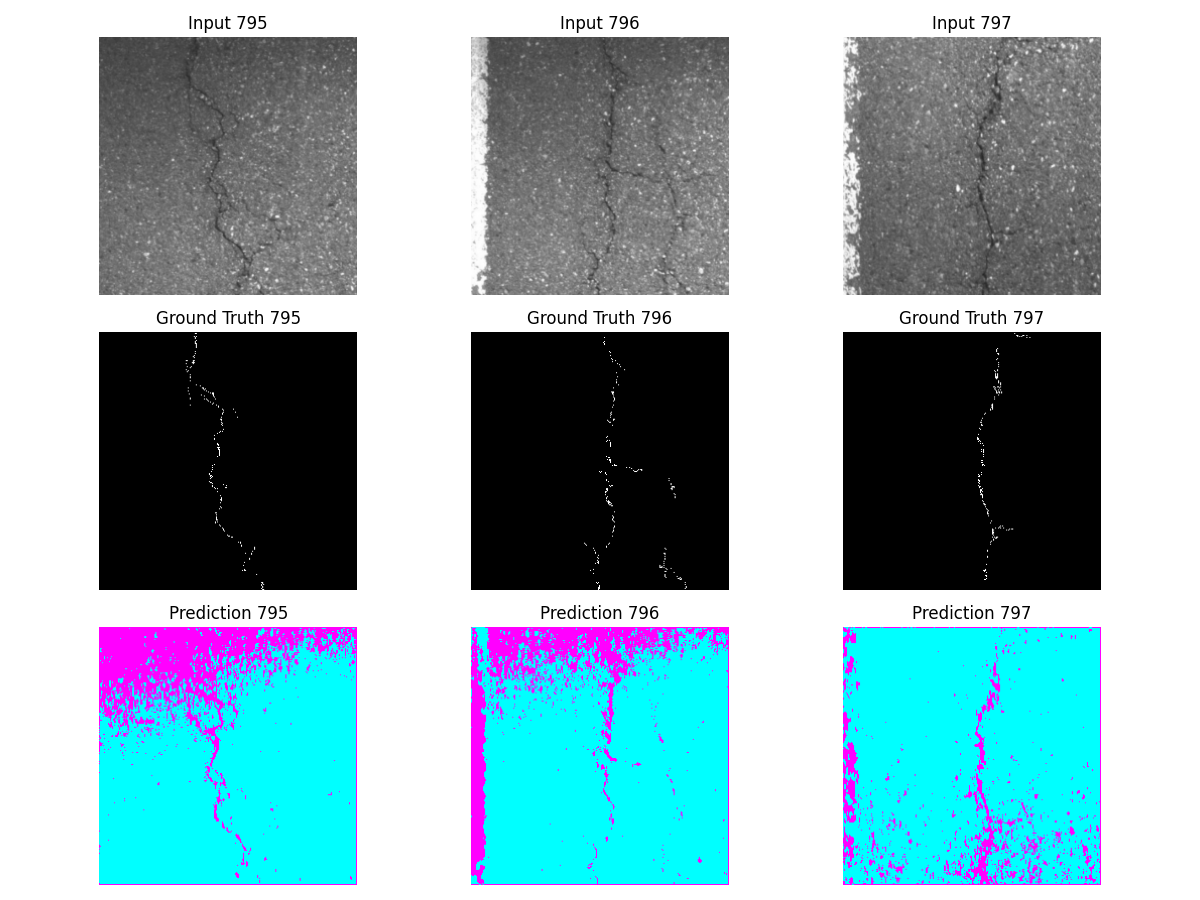 Input 795
Input 796
Input 797
Ground Truth 795
Ground Truth 796
Ground Truth 797
Prediction 795
Prediction 796
Prediction 797